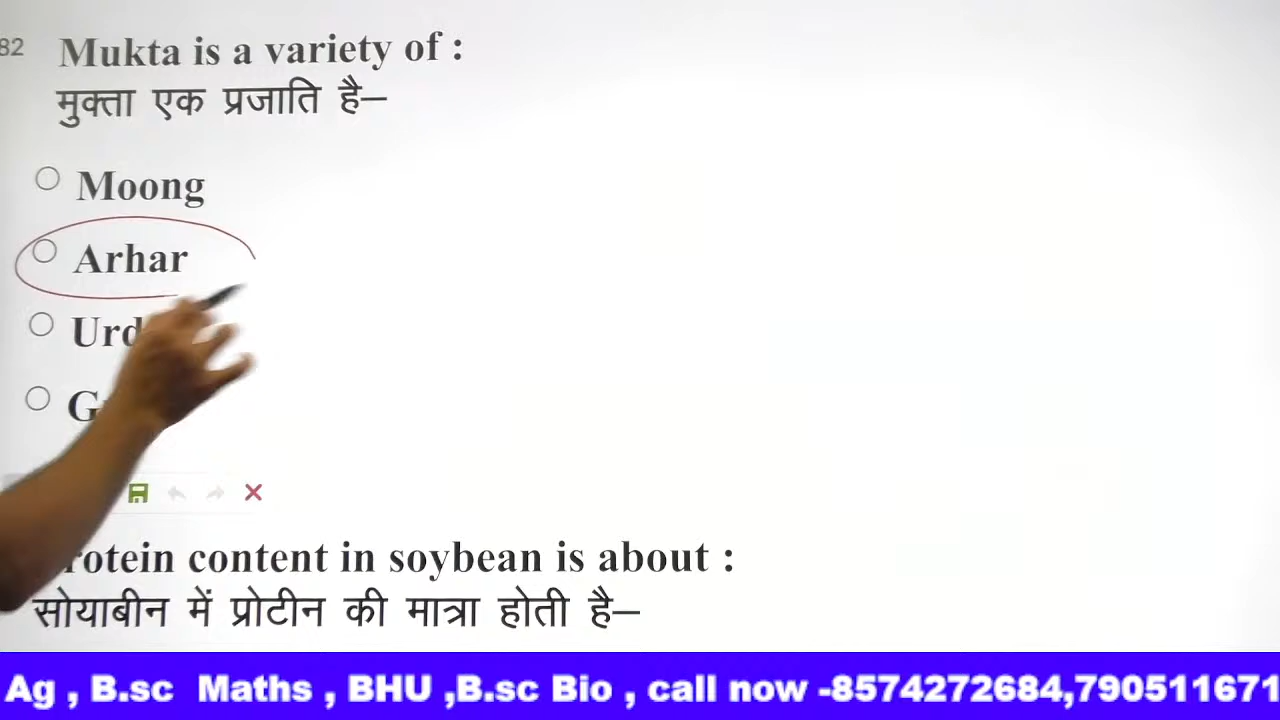 82 Mukta is a variety of :
मुक्ता एक प्रजाति है–
Moong
Arhar
Urd
G
rotein content in soybean is about :
सोयाबीन में प्रोटीन की मात्रा होती है–
Ag , B.sc Maths , BHU ,B.sc Bio , call now -8574272684,790511671